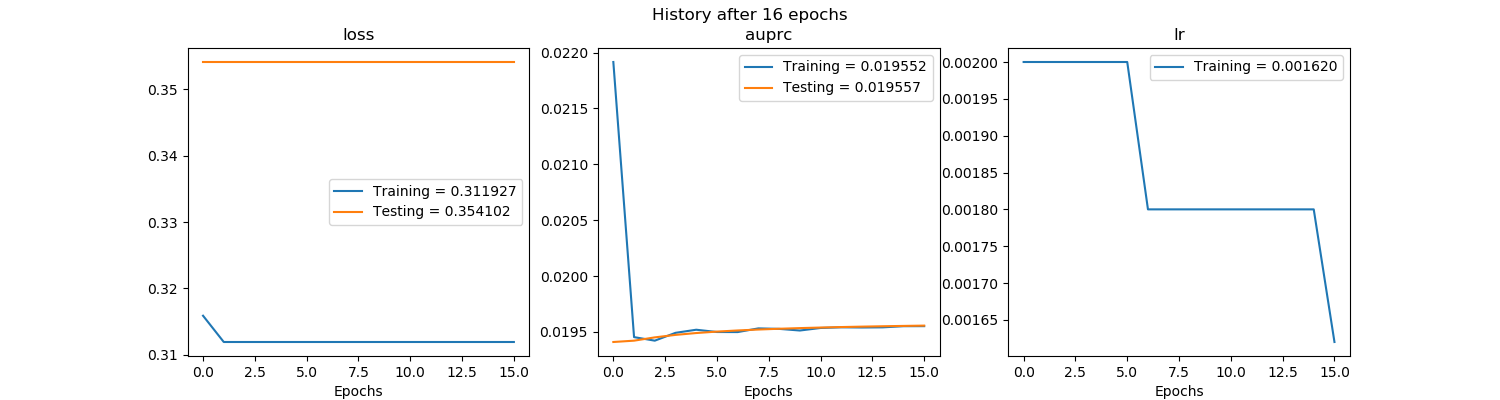 History after 16 epochs
loss
0.35
0.34
0.33
0.32
0.31
Training = 0.311927
Testing = 0.354102
0.0 2.5 5.0 7.5 10.0 12.5 15.0
Epochs
auprc
0.0220
0.0215
0.0210
0.0205
0.0200
0.0195
Training = 0.019552
Testing = 0.019557
0.0 2.5 5.0 7.5 10.0 12.5 15.0
Epochs
lr
0.00200
0.00195
0.00190
0.00185
0.00180
0.00175
0.00170
0.00165
Training = 0.001620
0.0 2.5 5.0 7.5 10.0 12.5 15.0
Epochs